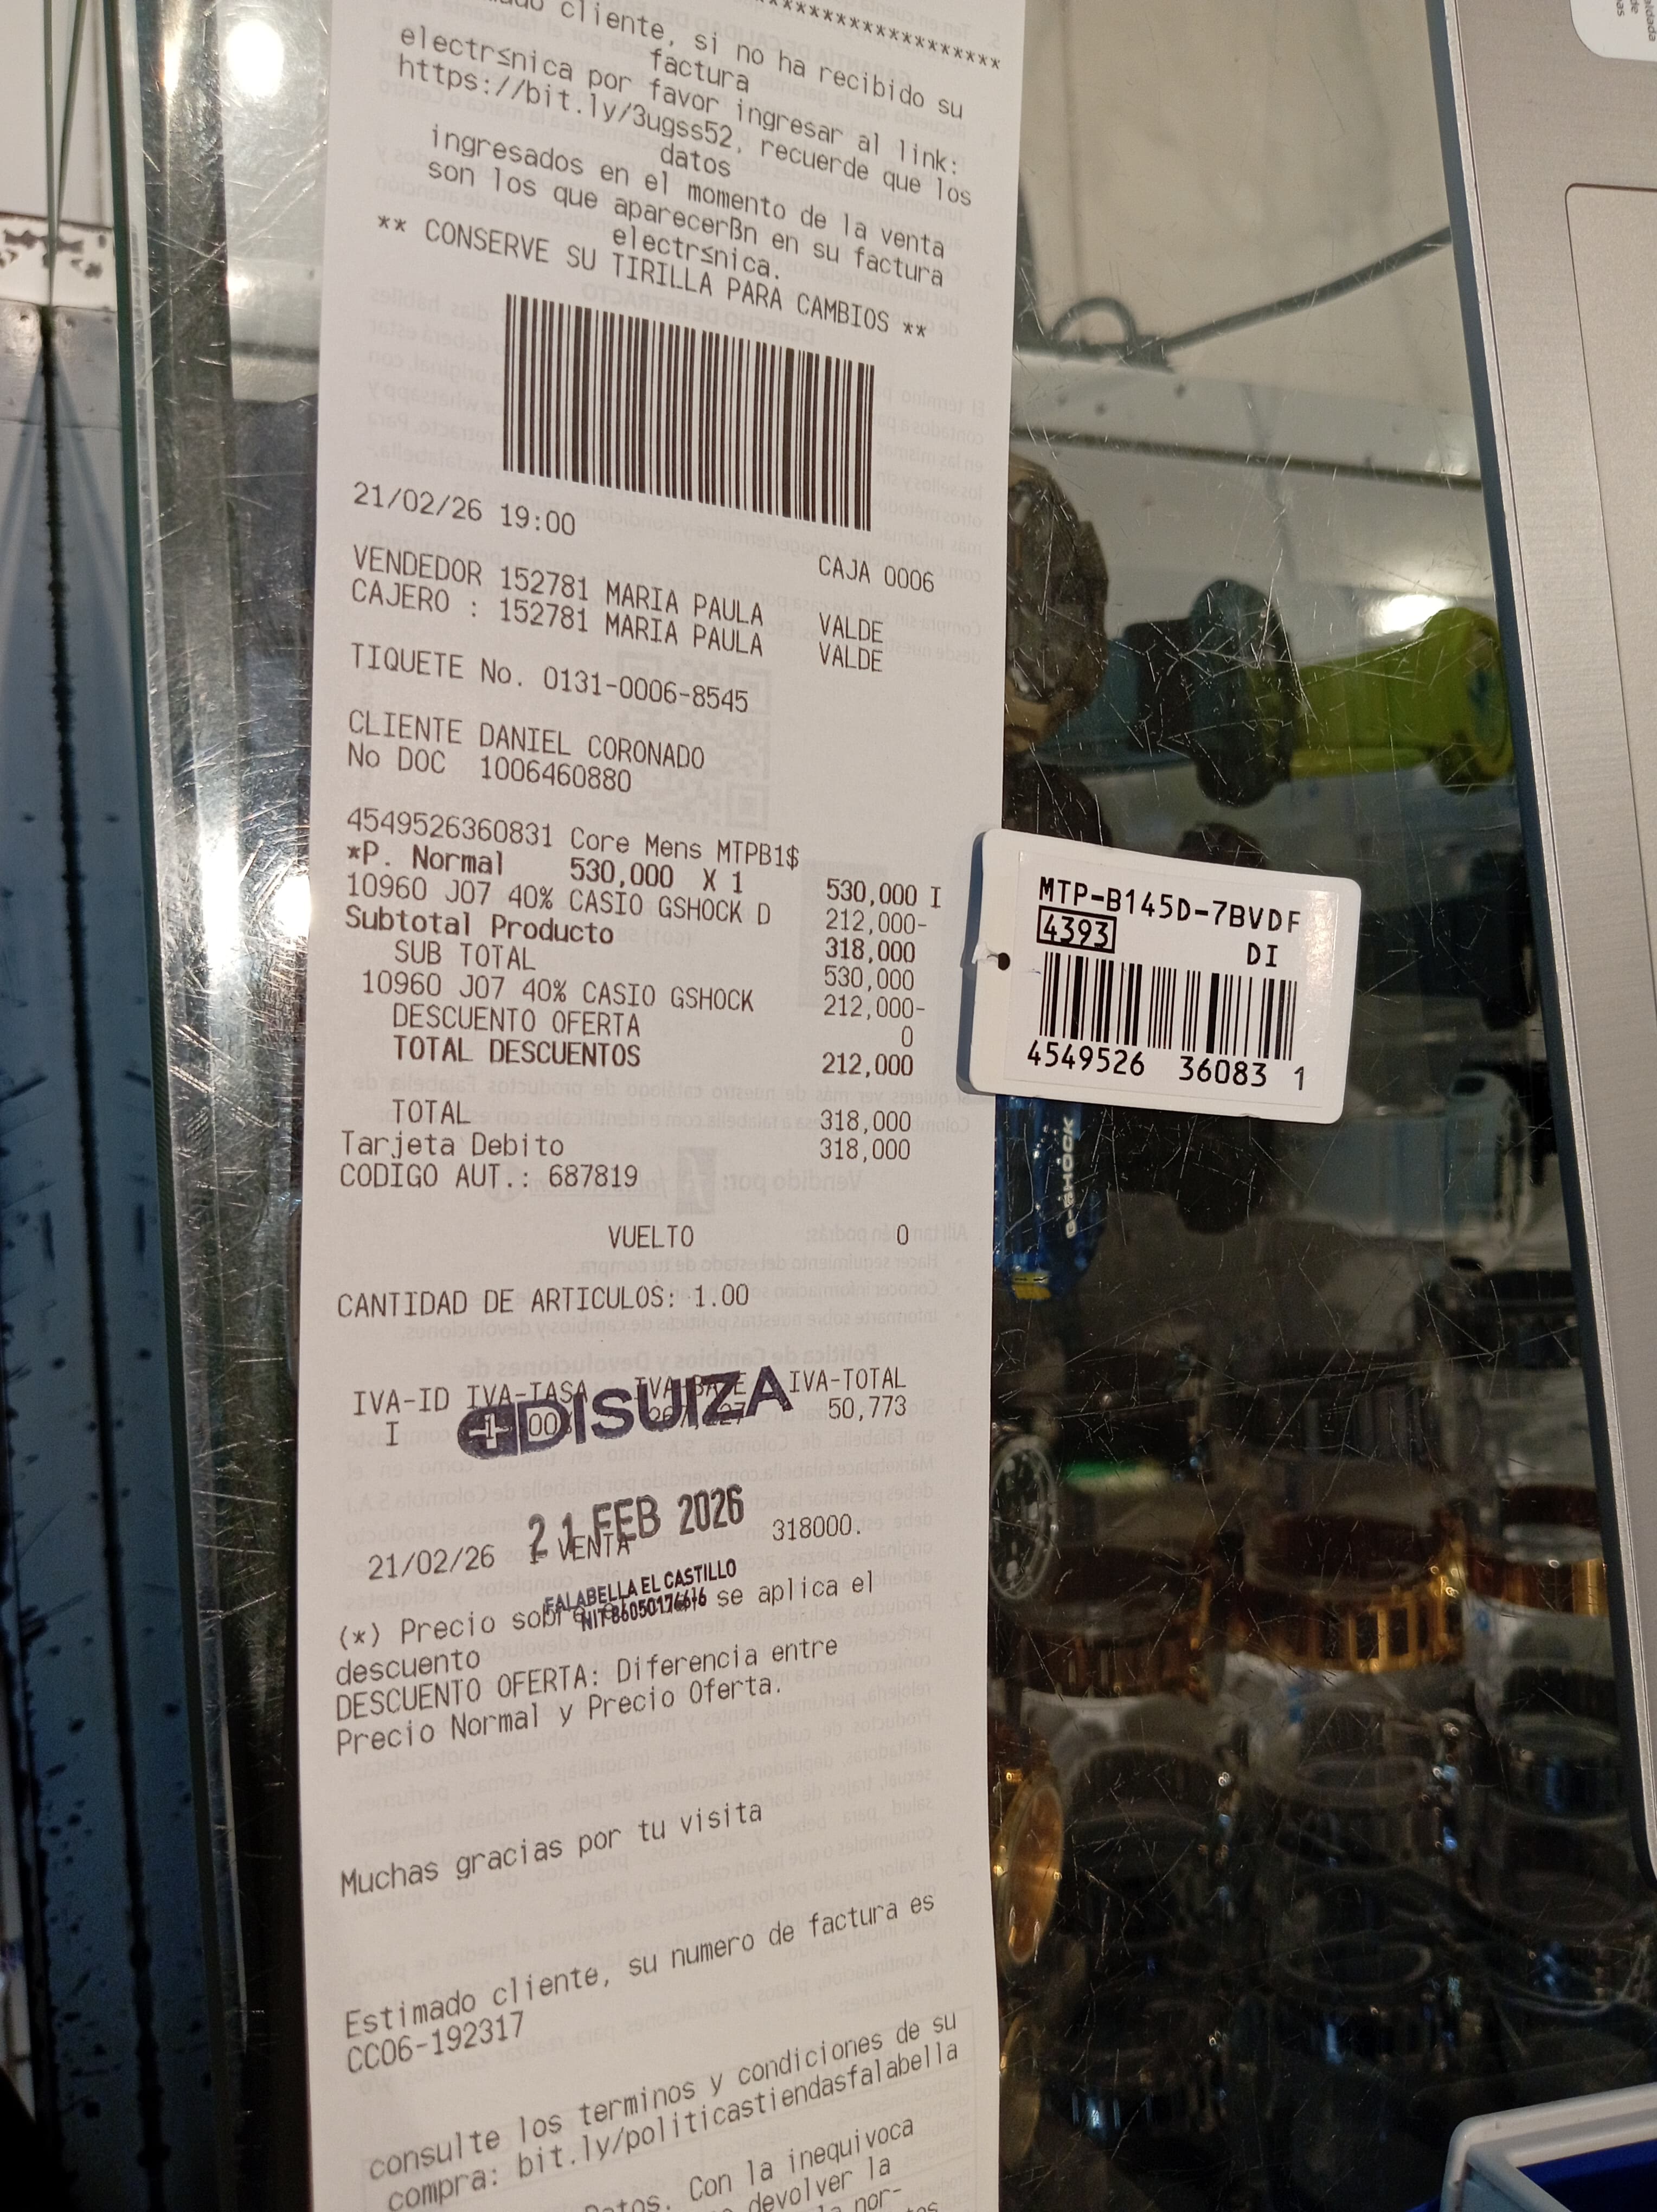 ************************
cliente, si no ha recibido su
factura
electr≤nica por favor ingresar al link:
https://bit.ly/3ugss52, recuerde que los
datos
ingresados en el momento de la venta
son los que aparecerßn en su factura
electr≤nica.
** CONSERVE SU TIRILLA PARA CAMBIOS **
21/02/26 19:00
CAJA 0006
VENDEDOR 152781 MARIA PAULA VALDE
CAJERO : 152781 MARIA PAULA VALDE
TIQUETE No. 0131-0006-8545
CLIENTE DANIEL CORONADO
No DOC 1006460880
4549526360831 Core Mens MTPB1$
*P. Normal 530,000 X 1 530,000 I
10960 J07 40% CASIO GSHOCK D 212,000-
Subtotal Producto 318,000
SUB TOTAL 530,000
10960 J07 40% CASIO GSHOCK 212,000-
DESCUENTO OFERTA 0
TOTAL DESCUENTOS 212,000
TOTAL 318,000
Tarjeta Debito 318,000
CODIGO AUT.: 687819
VUELTO 0
CANTIDAD DE ARTICULOS: 1.00
IVA-ID IVA-TASA IVA-BASE IVA-TOTAL
I 50,773
DISUIZA
21 FEB 2026
21/02/26 VENTA 318000.
FALABELLA EL CASTILLO
(*) Precio se aplica el
descuento
DESCUENTO OFERTA: Diferencia entre
Precio Normal y Precio Oferta.
Muchas gracias por tu visita
Estimado cliente, su numero de factura es
CC06-192317
consulte los terminos y condiciones de su
compra: bit.ly/politicastiendasfalabella
Con la inequivoca
devolver la
MTP-B145D-7BVDF
4393 DI
4549526 36083 1
G-SHOCK